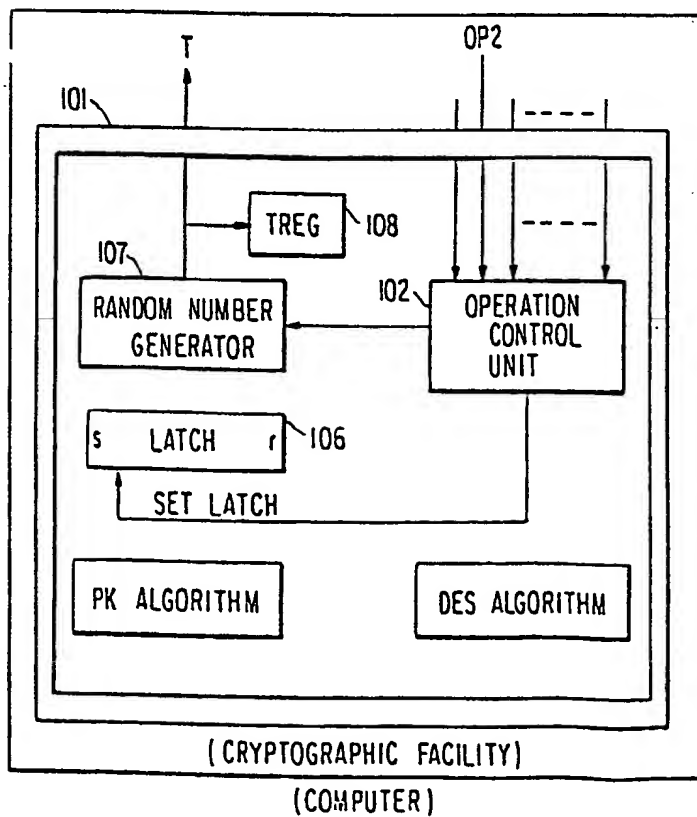 T
OP2
101
TREG
108
107
102
RANDOM NUMBER
GENERATOR
OPERATION
CONTROL
UNIT
S LATCH r
106
SET LATCH
PK ALGORITHM
DES ALGORITHM
(CRYPTOGRAPHIC FACILITY)
(COMPUTER)